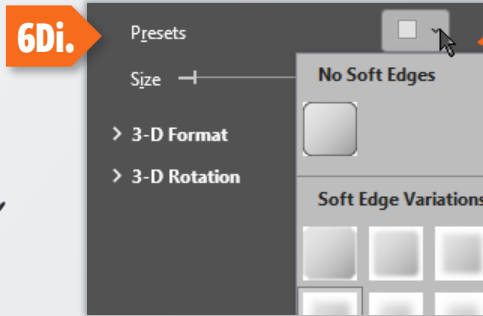 6Di.
Presets
Size
No Soft Edges
> 3-D Format
> 3-D Rotation
Soft Edge Variations